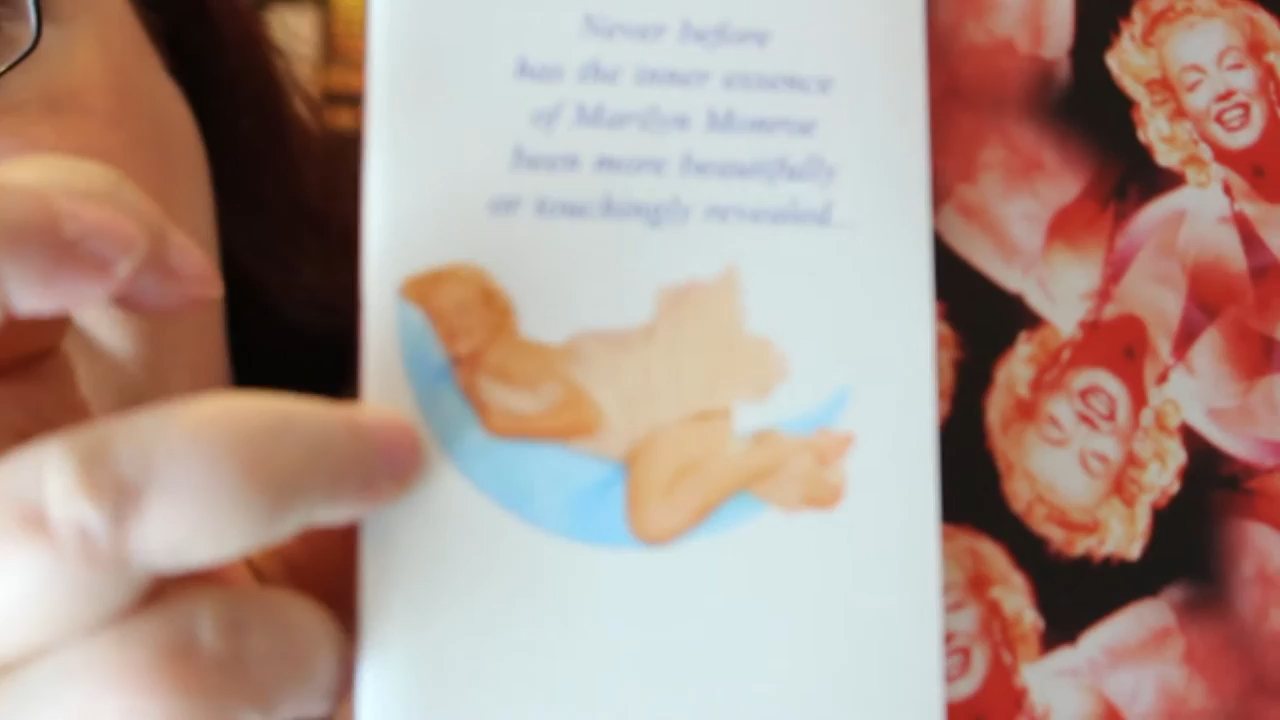 Never before
has the inner essence
of Marilyn Monroe
been more beautifully
or touchingly revealed.